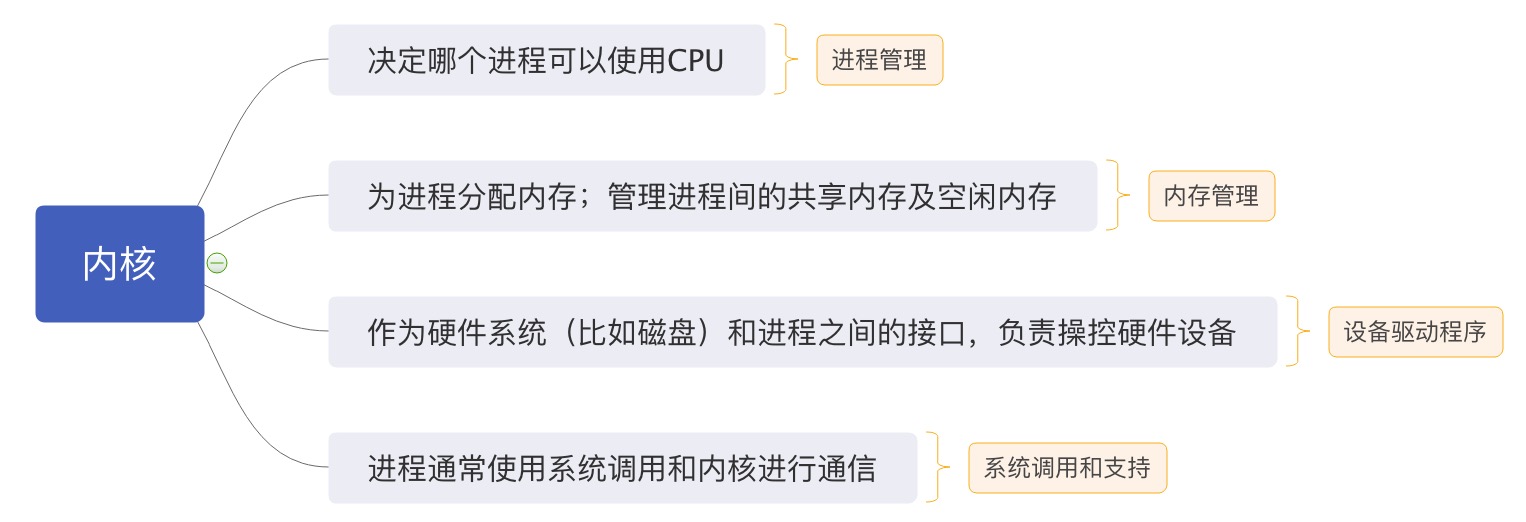 决定哪个进程可以使用CPU
进程管理
为进程分配内存；管理进程间的共享内存及空闲内存
内存管理
内核
作为硬件系统（比如磁盘）和进程之间的接口，负责操控硬件设备
设备驱动程序
进程通常使用系统调用和内核进行通信
系统调用和支持